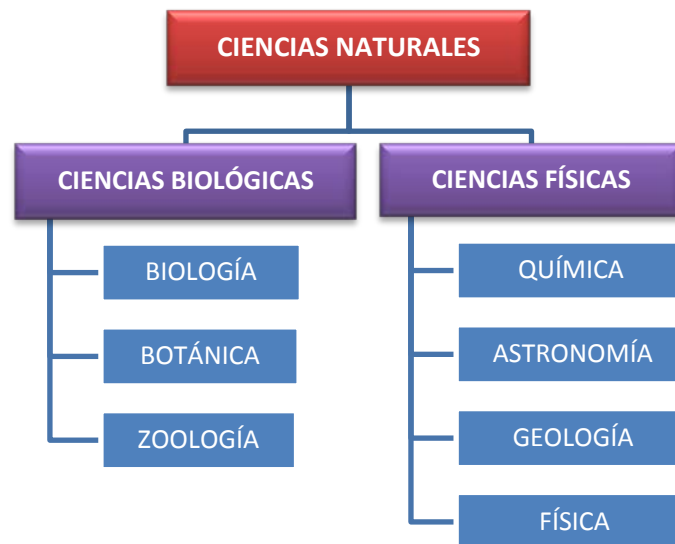 CIENCIAS NATURALES
CIENCIAS BIOLÓGICAS
BIOLOGÍA
BOTÁNICA
ZOOLOGÍA
CIENCIAS FÍSICAS
QUÍMICA
ASTRONOMÍA
GEOLOGÍA
FÍSICA